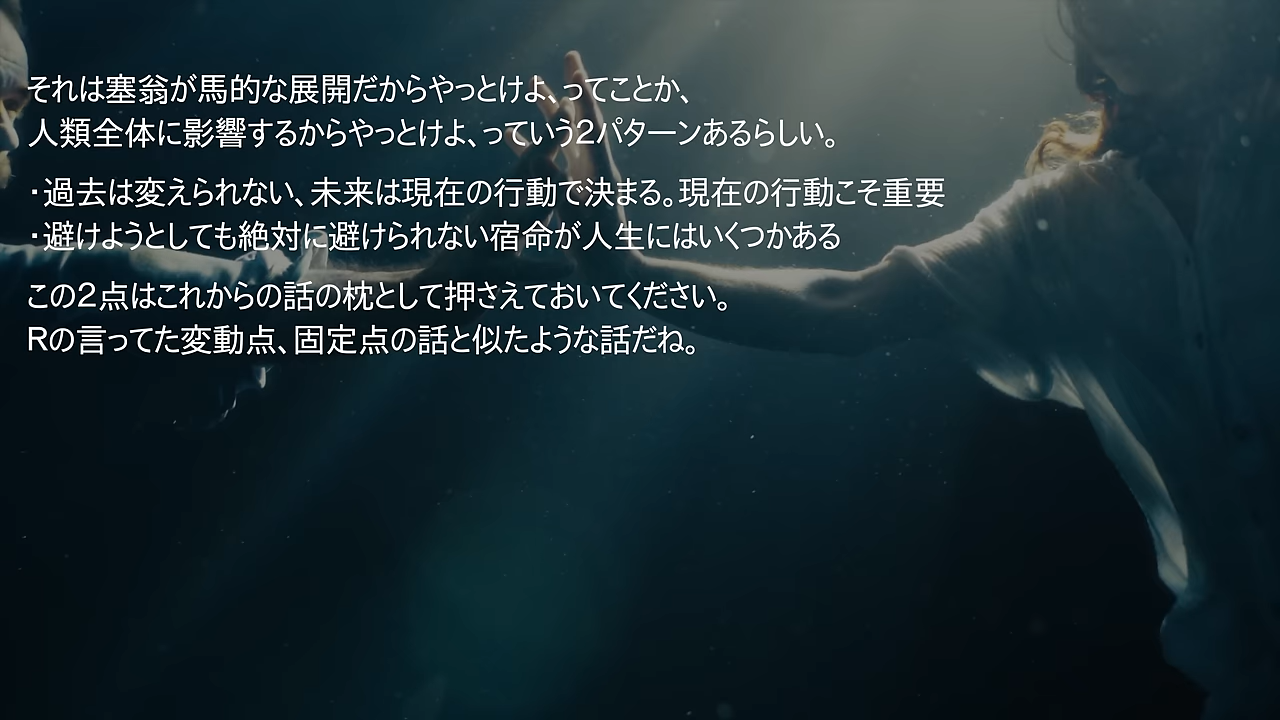 それは塞翁が馬的な展開だからやっとけよ、ってことか、
人類全体に影響するからやっとけよ、っていう2パターンあるらしい。
・過去は変えられない、未来は現在の行動で決まる。現在の行動こそ重要
・避けようとしても絶対に避けられない宿命が人生にはいくつかある
この2点はこれからの話の枕として押さえておいてください。
Rの言ってた変動点、固定点の話と似たような話だね。